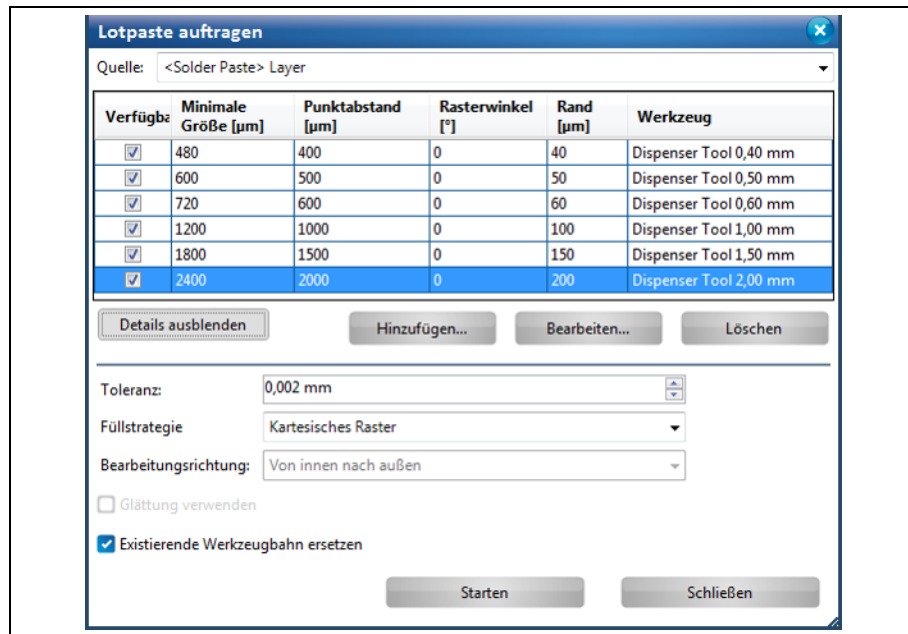 Lotpaste auftragen
Quelle: <Solder Paste> Layer
Verfügba Minimale Größe [µm] Punktabstand [µm] Rasterwinkel [°] Rand [µm] Werkzeug
480 400 0 40 Dispenser Tool 0,40 mm
600 500 0 50 Dispenser Tool 0,50 mm
720 600 0 60 Dispenser Tool 0,60 mm
1200 1000 0 100 Dispenser Tool 1,00 mm
1800 1500 0 150 Dispenser Tool 1,50 mm
2400 2000 0 200 Dispenser Tool 2,00 mm
Details ausblenden Hinzufügen... Bearbeiten... Löschen
Toleranz: 0,002 mm
Füllstrategie Kartesisches Raster
Bearbeitungsrichtung: Von innen nach außen
Glättung verwenden
Existierende Werkzeugbahn ersetzen
Starten Schließen